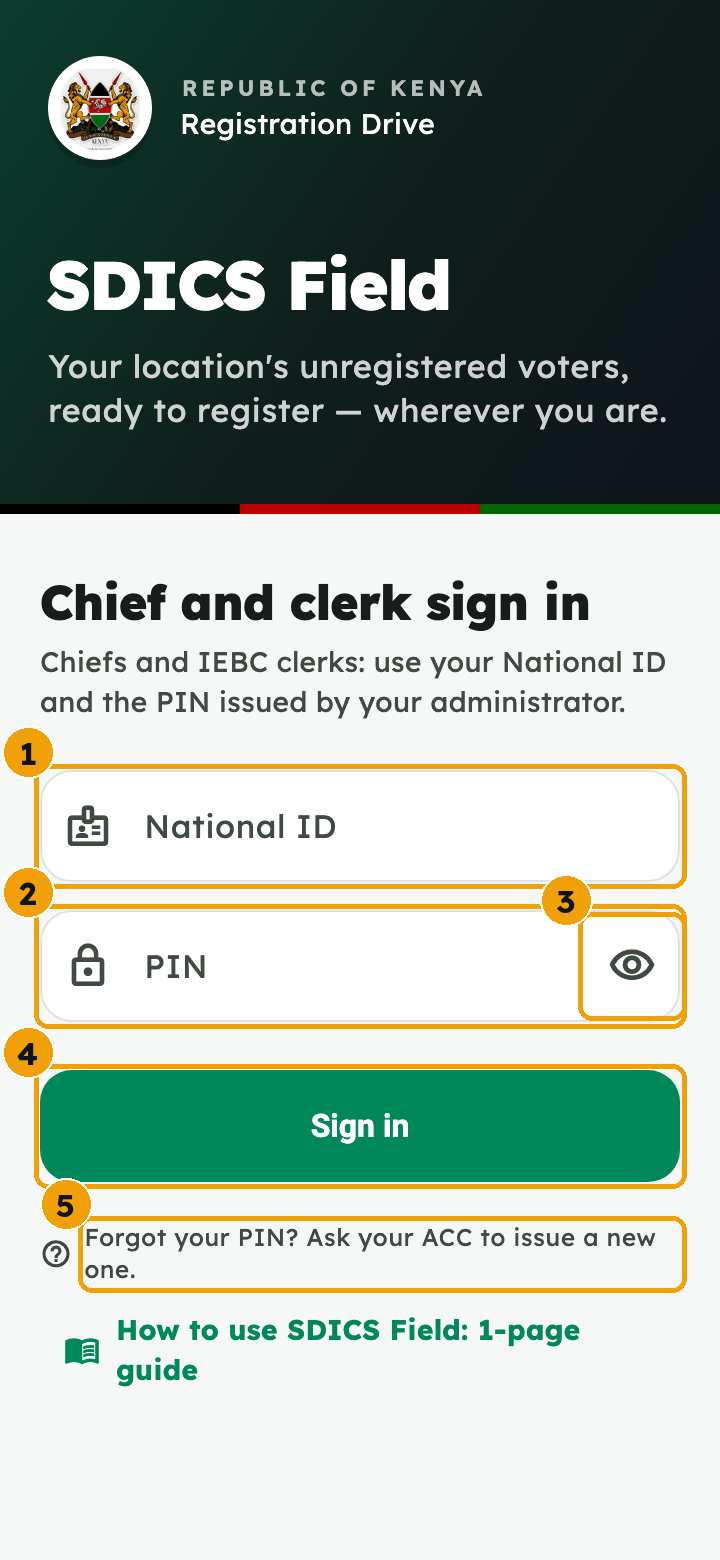 REPUBLIC OF KENYA
Registration Drive
SDICS Field
Your location's unregistered voters,
ready to register — wherever you are.
Chief and clerk sign in
Chiefs and IEBC clerks: use your National ID
and the PIN issued by your administrator.
1
National ID
2
3
PIN
4
Sign in
5
Forgot your PIN? Ask your ACC to issue a new
one.
How to use SDICS Field: 1-page
guide